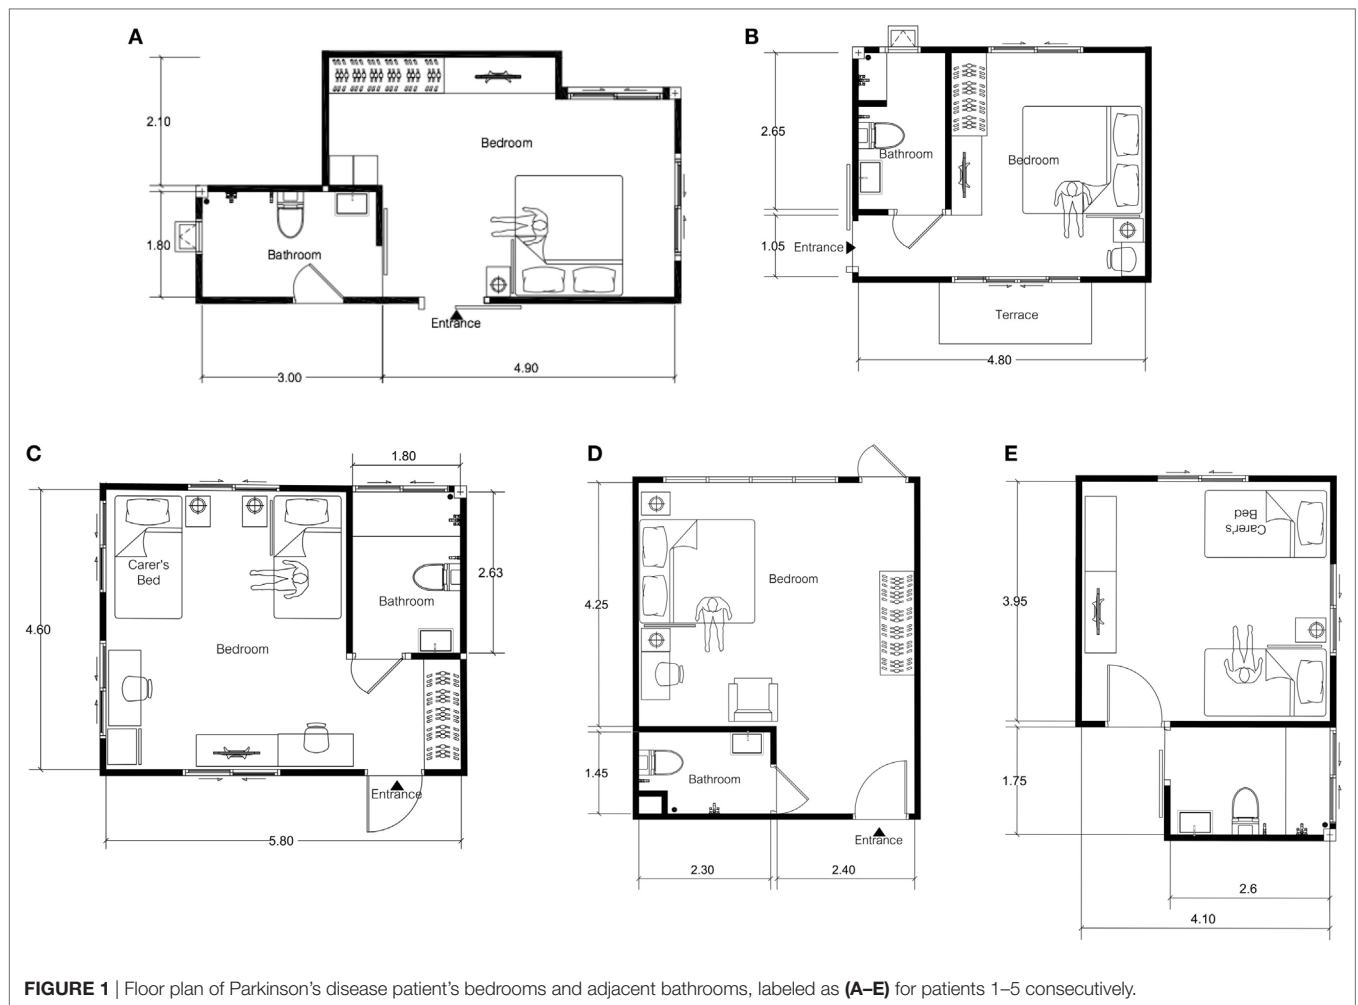 A
2.10
1.80
Bedroom
Bathroom
Entrance
3.00
4.90
B
2.65
1.05
Bathroom
Bedroom
Entrance
Terrace
4.80
C
1.80
4.60
2.63
Carer's
Bed
Bathroom
Bedroom
Entrance
5.80
D
4.25
1.45
Bedroom
Bathroom
Entrance
2.30
2.40
E
3.95
1.75
Carer's
Bed
2.6
4.10
FIGURE 1 | Floor plan of Parkinson’s disease patient’s bedrooms and adjacent bathrooms, labeled as (A–E) for patients 1–5 consecutively.